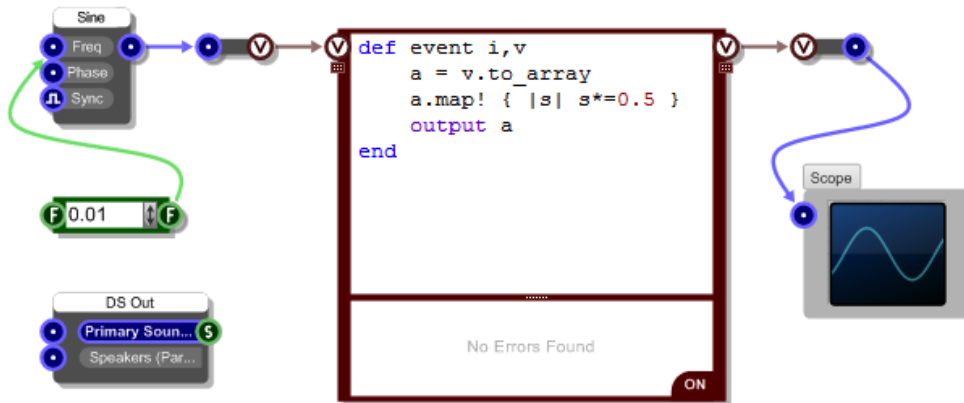 Sine
Freq
Phase
Sync
V
V
def event i,v
a = v.to_array
a.map! { |s| s*=0.5 }
output a
end
V
V
Scope
F
0.01
F
DS Out
Primary Soun...
S
Speakers (Par...
No Errors Found
ON